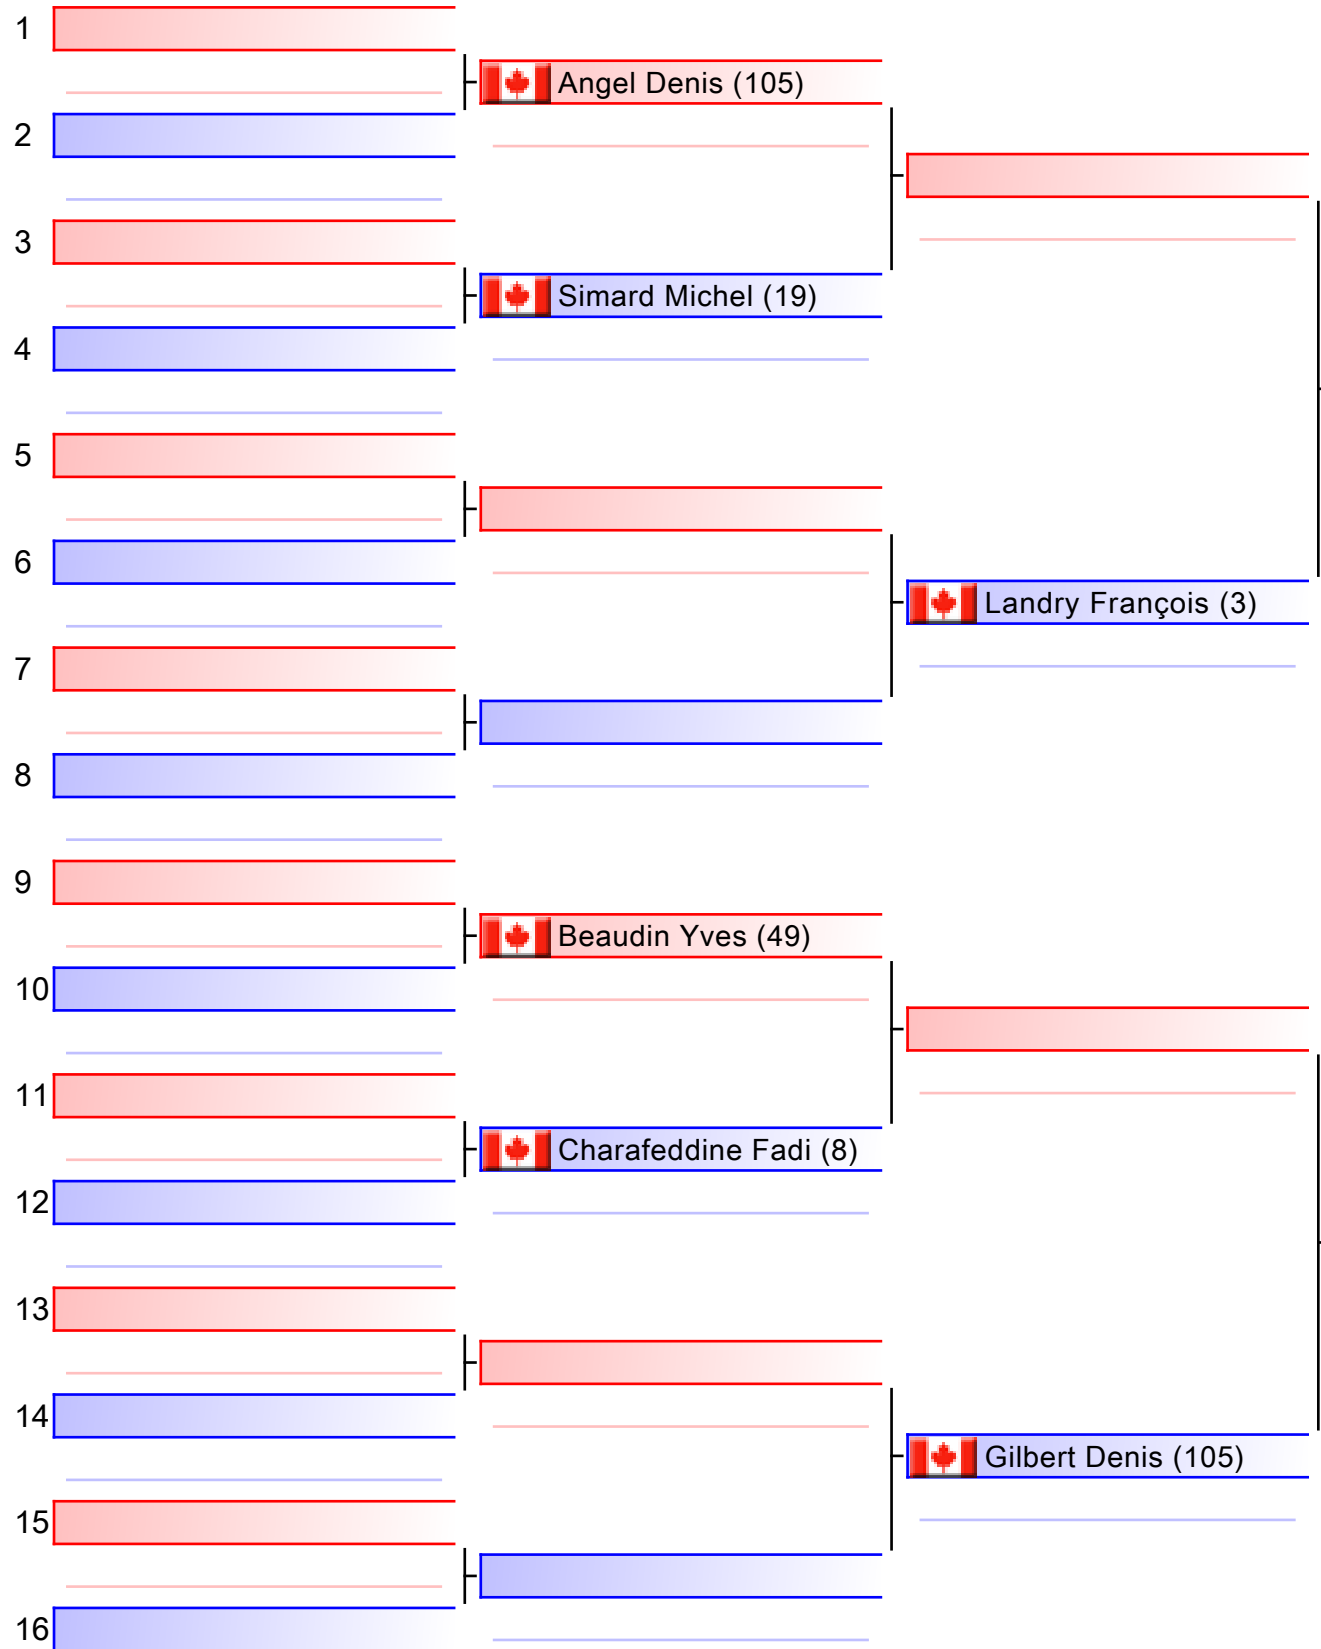 1
Angel Denis (105)
2
3
Simard Michel (19)
4
5
6
Landry François (3)
7
8
9
Beaudin Yves (49)
10
11
Charafeddine Fadi (8)
12
13
14
Gilbert Denis (105)
15
16